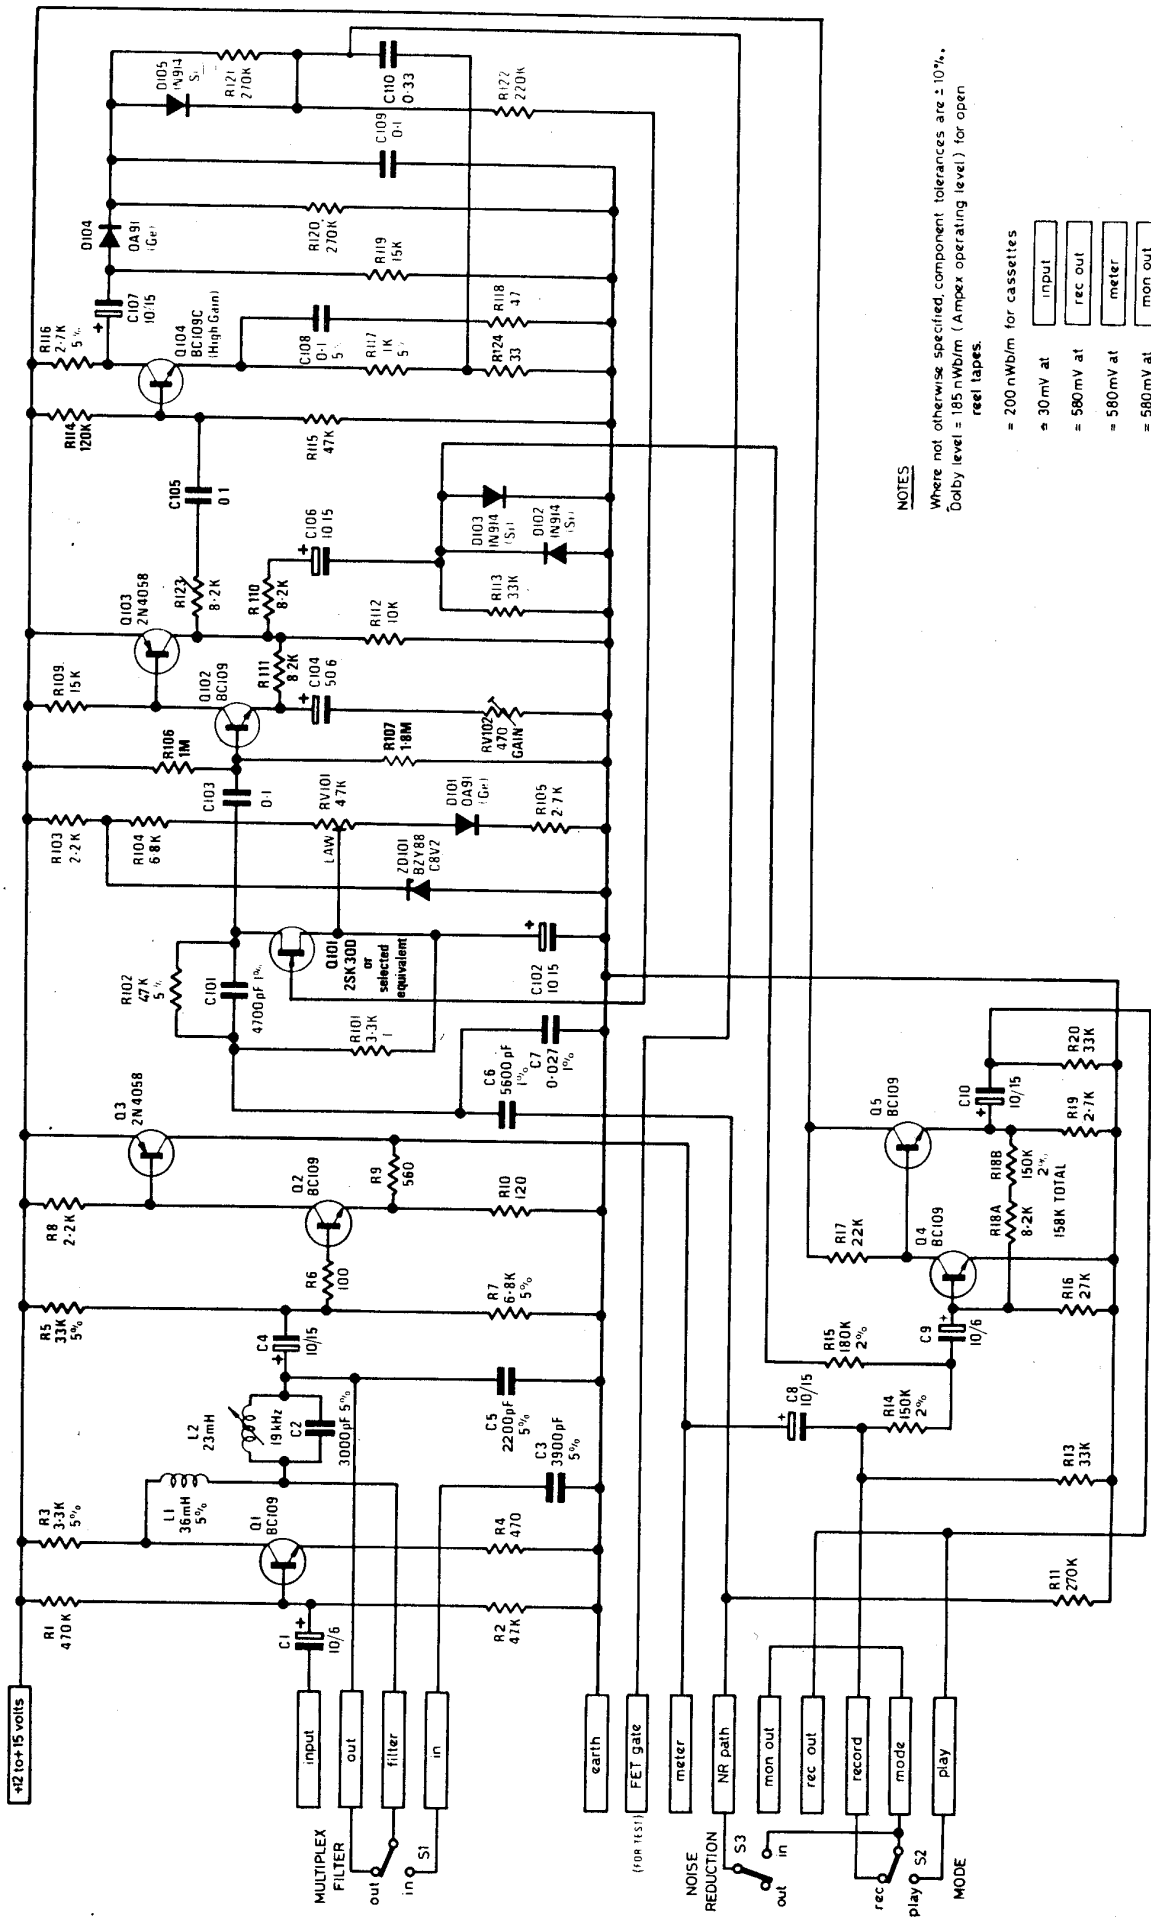 +12 to+15 volts
R1
470K
R3
3·3K
5%
L1
36mH
5%
Q1
BC109
C1
10/6
R2
47K
R4
470
L2
23mH
19kHz
C2
3000pF 5%
C4
10/15
C5
2200pF
5%
C3
3900pF
5%
R5
33K
5%
R6
100
R7
6·8K
5%
R8
2·2K
Q2
BC109
R9
560
R10
120
Q3
2N4058
C6
5600pF
1%
C7
0·027
1%
R101
3·3K
R102
47K
5%
C101
4700pF 1%
Q101
2SK30D
or
selected
equivalent
C102
10 15
ZD101
BZY88
C8V2
R103
2·2K
R104
6·8K
RV101
47K
LAW
D101
OA91
(Ge)
R105
2·7K
C103
0·1
R106
1M
R107
1·8M
R109
15K
Q102
BC109
R111
8·2K
C104
50 6
RV102
470
GAIN
Q103
2N4058
R123
8·2K
R110
8·2K
C106
10 15
R112
10K
R113
33K
D102
1N914
(Si)
D103
1N914
(Si)
C105
0 1
R114
120K
R115
47K
R116
2·7K
5%
C107
10/15
Q104
BC109C
(High Gain)
C108
0·1
5%
R117
1K
5%
R124
33
R118
47
R119
15K
D104
OA91
(Ge)
R120
270K
C109
0·1
D105
1N914
R121
270K
C110
0·33
R122
220K
MULTIPLEX
FILTER
out
in
S1
input
out
filter
in
earth
(FOR TEST)
FET gate
meter
NR path
mon out
rec out
record
mode
play
NOISE
REDUCTION
S3
in
out
rec
play
S2
MODE
R11
270K
R13
33K
R14
150K
2%
C8
10/15
R15
180K
2%
C9
10/6
R16
27K
R17
22K
Q4
BC109
R18A
8·2K
R18B
150K
2%
158K TOTAL
Q5
BC109
C10
10/15
R19
2·7K
R20
33K
NOTES
Where not otherwise specified, component tolerances are ±10%.
Dolby level = 185 nWb/m (Ampex operating level) for open
reel tapes.
= 200 nWb/m for cassettes
≏ 30mV at input
= 580mV at rec out
= 580mV at meter
= 580mV at mon out